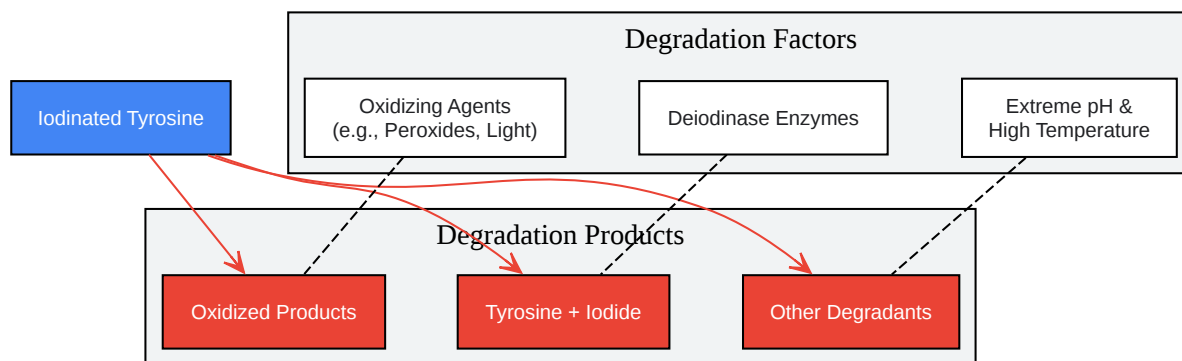 Degradation Factors
Iodinated Tyrosine
Oxidizing Agents
(e.g., Peroxides, Light)
Deiodinase Enzymes
Extreme pH &
High Temperature
Degradation Products
Oxidized Products
Tyrosine + Iodide
Other Degradants